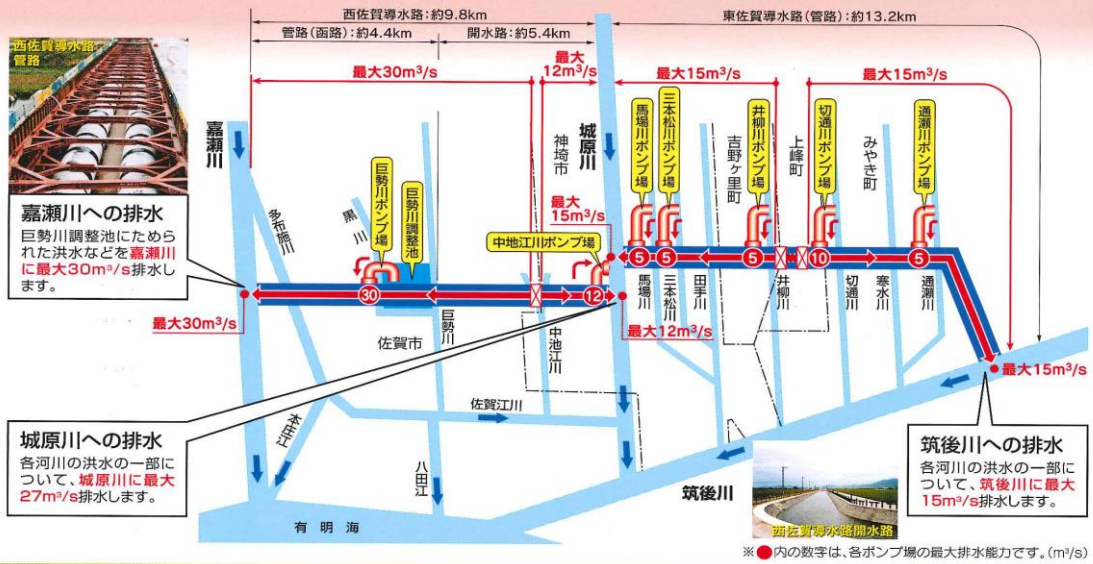 西佐賀導水路：約9.8km
東佐賀導水路（管路）：約13.2km
管路（函路）：約4.4km
開水路：約5.4km
西佐賀導水路
管路
最大30m³/s
最大
12m³/s
最大15m³/s
最大15m³/s
嘉瀬川
城原川
神埼市
吉野ヶ里町
上峰町
みやき町
馬場川ポンプ場
三本松川ポンプ場
井柳川ポンプ場
切通川ポンプ場
通瀬川ポンプ場
巨勢川ポンプ場
巨勢川調整池
中地江川ポンプ場
最大
15m³/s
多布施川
黒川
嘉瀬川への排水
巨勢川調整池にためら
れた洪水などを嘉瀬川
に最大30m³/s排水し
ます。
5
5
5
10
5
30
12
最大30m³/s
最大12m³/s
佐賀市
巨勢川
中池江川
馬場川
三本松川
田手川
井柳川
切通川
寒水川
通瀬川
最大15m³/s
佐賀江川
本庄江
八田江
城原川への排水
各河川の洪水の一部に
ついて、城原川に最大
27m³/s排水します。
筑後川への排水
各河川の洪水の一部に
ついて、筑後川に最大
15m³/s排水します。
筑後川
有明海
西佐賀導水路開水路
※●内の数字は、各ポンプ場の最大排水能力です。（m³/s）